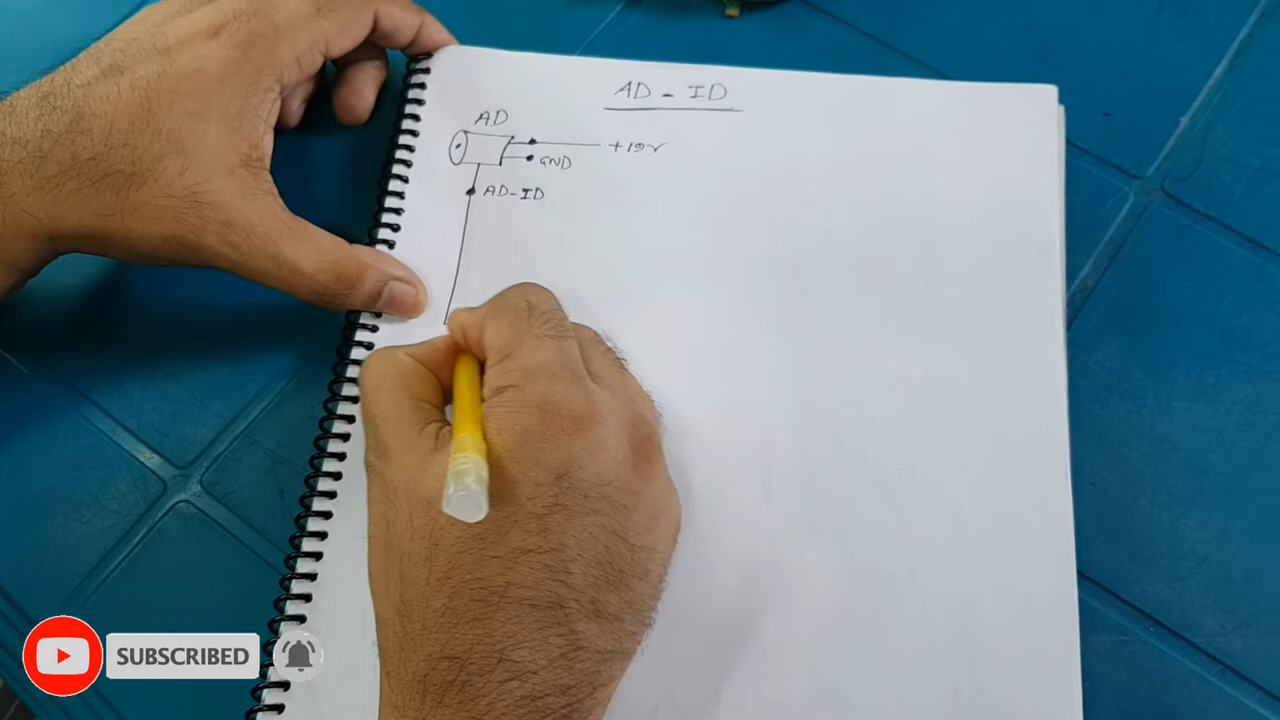 AD - ID
AD
+19V
GND
AD-ID
SUBSCRIBED